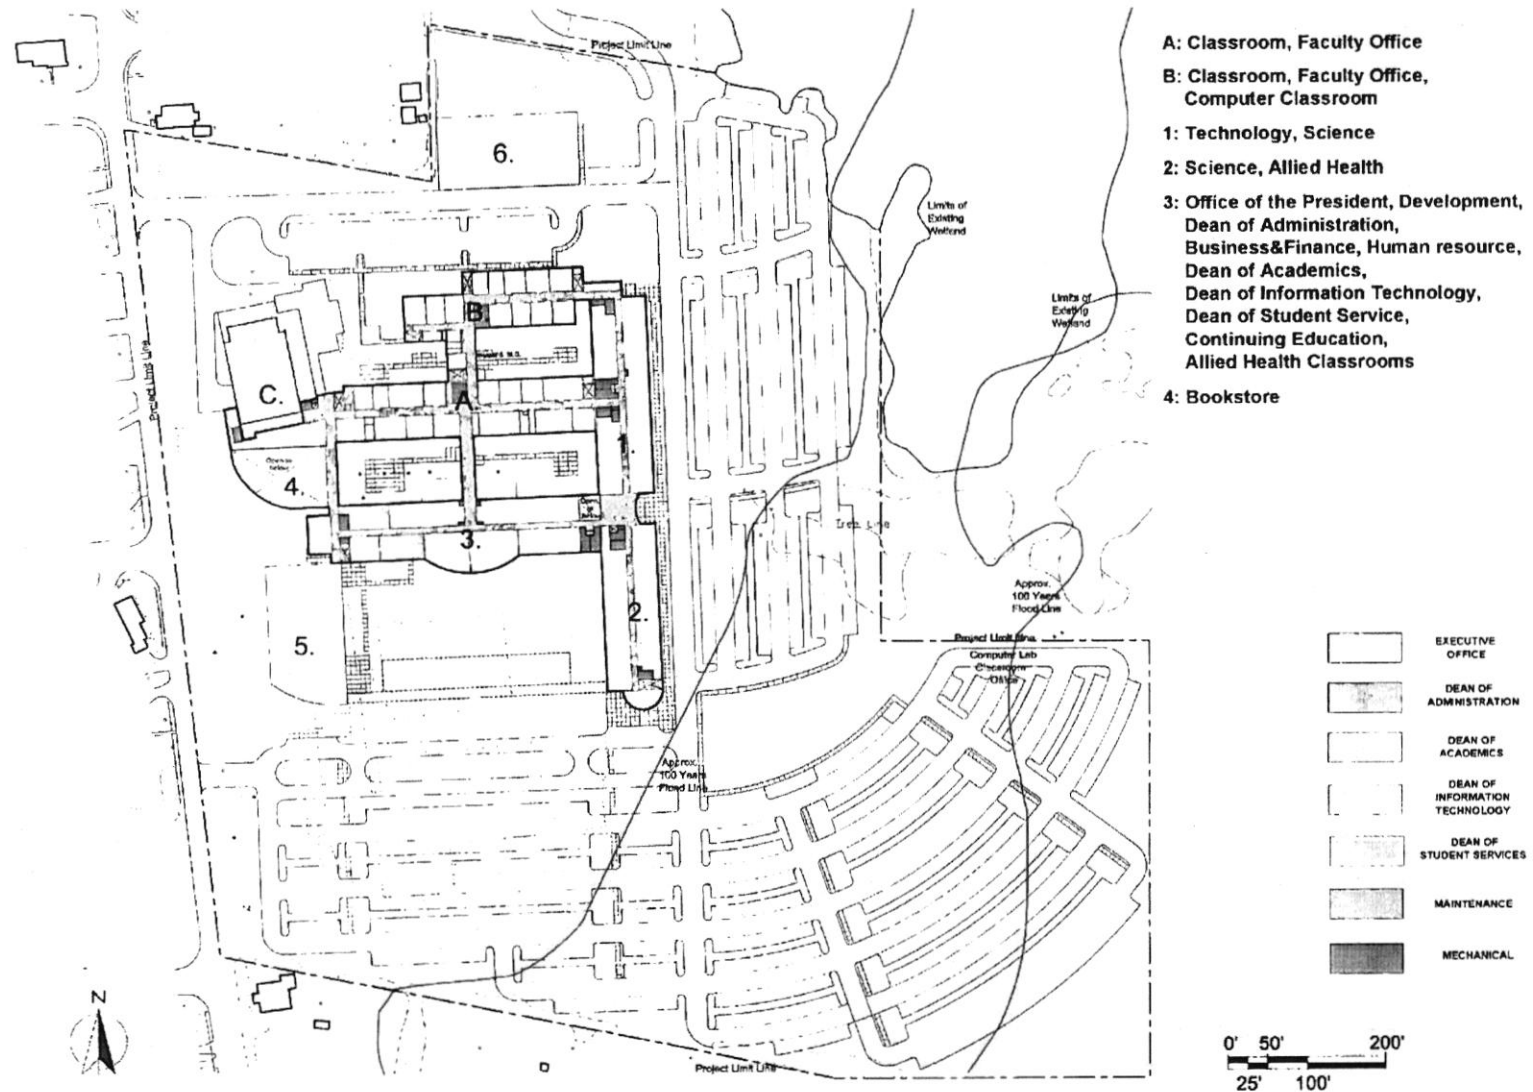 Project Limit Line
A: Classroom, Faculty Office
B: Classroom, Faculty Office,
Computer Classroom
1: Technology, Science
2: Science, Allied Health
3: Office of the President, Development,
Dean of Administration,
Business&Finance, Human resource,
Dean of Academics,
Dean of Information Technology,
Dean of Student Service,
Continuing Education,
Allied Health Classrooms
4: Bookstore
6.
Limits of
Existing
Wetland
Limits of
Existing
Wetland
B.
Project Limit Line
C.
A
1
4.
3.
Tree Line
2.
5.
Approx.
100 Years
Flood Line
Project Limit Line
Computer Lab
Classroom
Office
Approx.
100 Years
Flood Line
EXECUTIVE
OFFICE
DEAN OF
ADMINISTRATION
DEAN OF
ACADEMICS
DEAN OF
INFORMATION
TECHNOLOGY
DEAN OF
STUDENT SERVICES
MAINTENANCE
MECHANICAL
N
Project Limit Line
0' 50' 200'
25' 100'